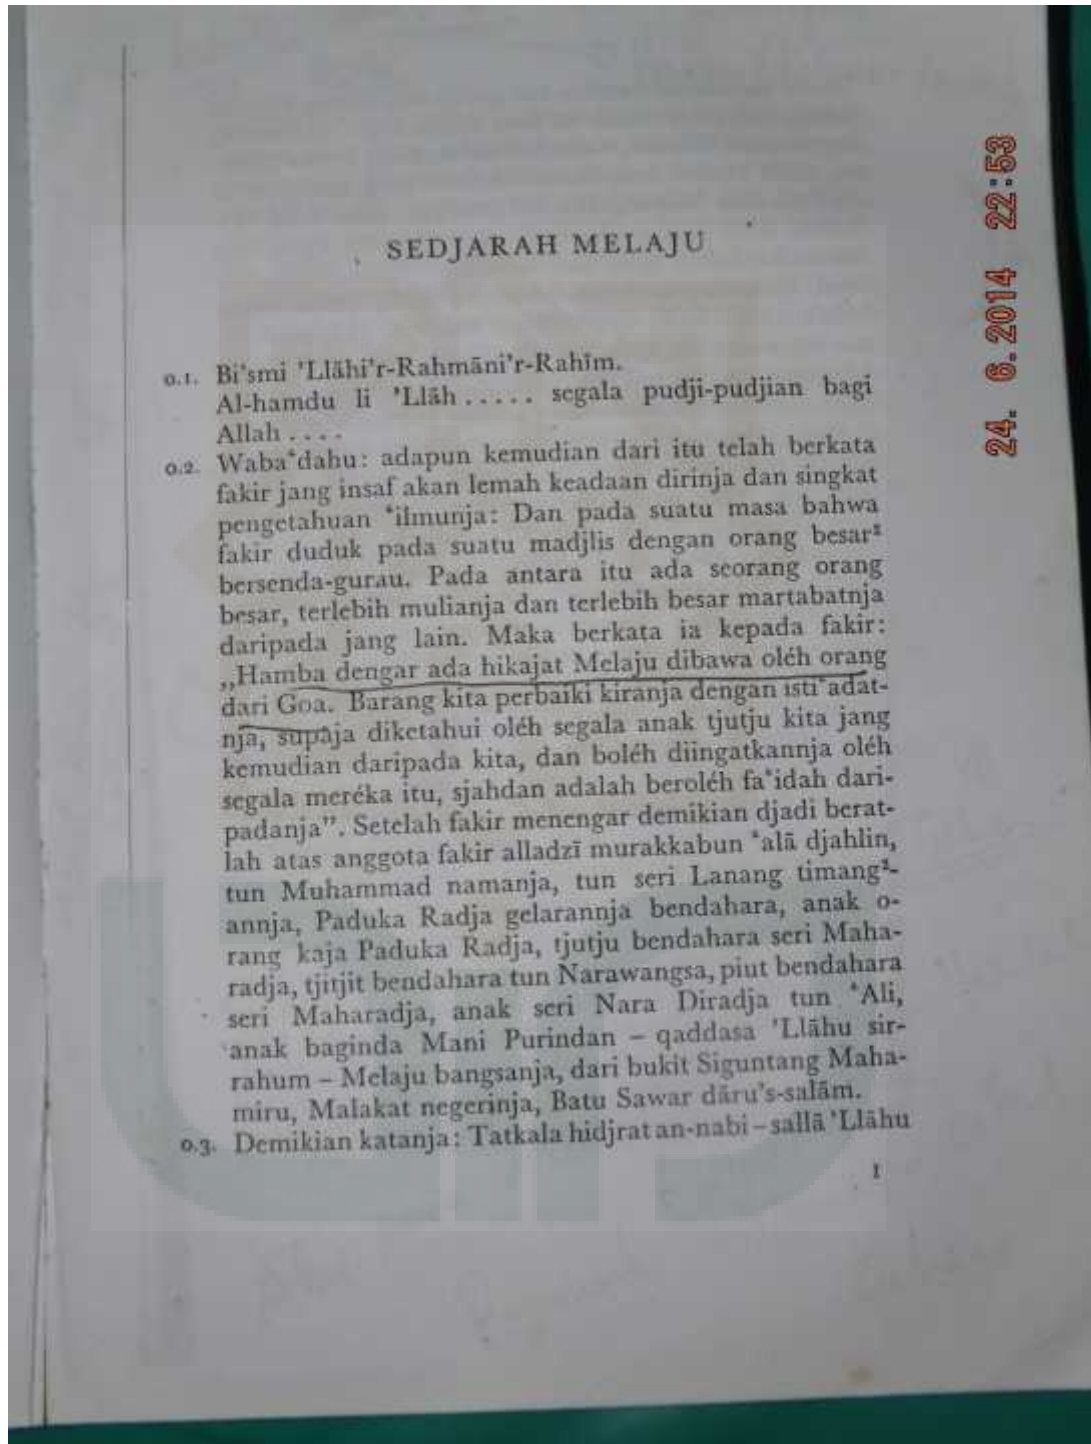 SEDJARAH MELAJU
0.1. Bi’smi ’Llāhi’r-Rahmāni’r-Rahīm.
Al-hamdu li ’Llāh ..... segala pudji-pudjian bagi
Allah ....
0.2. Waba‘dahu: adapun kemudian dari itu telah berkata
fakir jang insaf akan lemah keadaan dirinja dan singkat
pengetahuan ‘ilmunja: Dan pada suatu masa bahwa
fakir duduk pada suatu madjlis dengan orang besar²
bersenda-gurau. Pada antara itu ada seorang orang
besar, terlebih mulianja dan terlebih besar martabatnja
daripada jang lain. Maka berkata ia kepada fakir:
„Hamba dengar ada hikajat Melaju dibawa oléh orang
dari Goa. Barang kita perbaiki kiranja dengan isti‘adat-
nja, supaja diketahui oléh segala anak tjutju kita jang
kemudian daripada kita, dan boléh diingatkannja oléh
segala meréka itu, sjahdan adalah beroléh fa‘idah dari-
padanja”. Setelah fakir menengar demikian djadi berat-
lah atas anggota fakir alladzī murakkabun ‘alā djahlin,
tun Muhammad namanja, tun seri Lanang timang²-
annja, Paduka Radja gelarannja bendahara, anak o-
rang kaja Paduka Radja, tjutju bendahara seri Maha-
radja, tjitjit bendahara tun Narawangsa, piut bendahara
seri Maharadja, anak seri Nara Diradja tun ‘Ali,
anak baginda Mani Purindan – qaddasa ’Llāhu sir-
rahum – Melaju bangsanja, dari bukit Siguntang Maha-
miru, Malakat negerinja, Batu Sawar dāru’s-salām.
0.3. Demikian katanja: Tatkala hidjrat an-nabi – sallā ’Llāhu
1
24. 6.2014 22:53